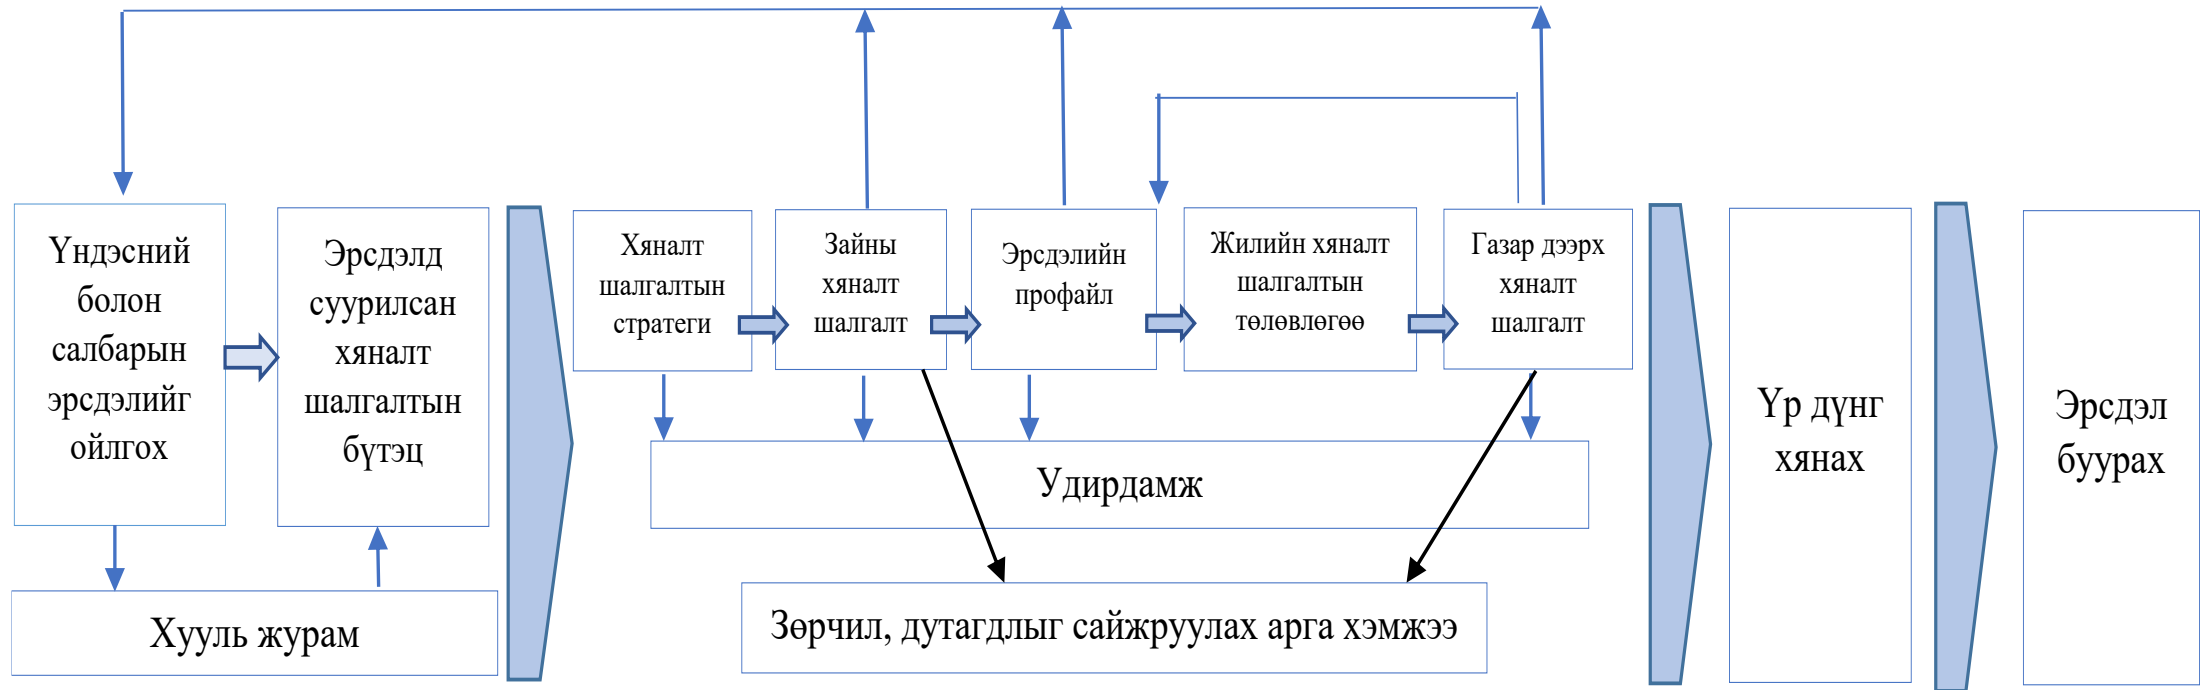 Үндэсний
болон
салбарын
эрсдэлийг
ойлгох
Эрсдэлд
суурилсан
хяналт
шалгалтын
бүтэц
Хууль журам
Хяналт
шалгалтын
стратеги
Зайны
хяналт
шалгалт
Эрсдэлийн
профайл
Жилийн хяналт
шалгалтын
төлөвлөгөө
Газар дээрх
хяналт
шалгалт
Удирдамж
Зөрчил, дутагдлыг сайжруулах арга хэмжээ
Үр дүнг
хянах
Эрсдэл
буурах